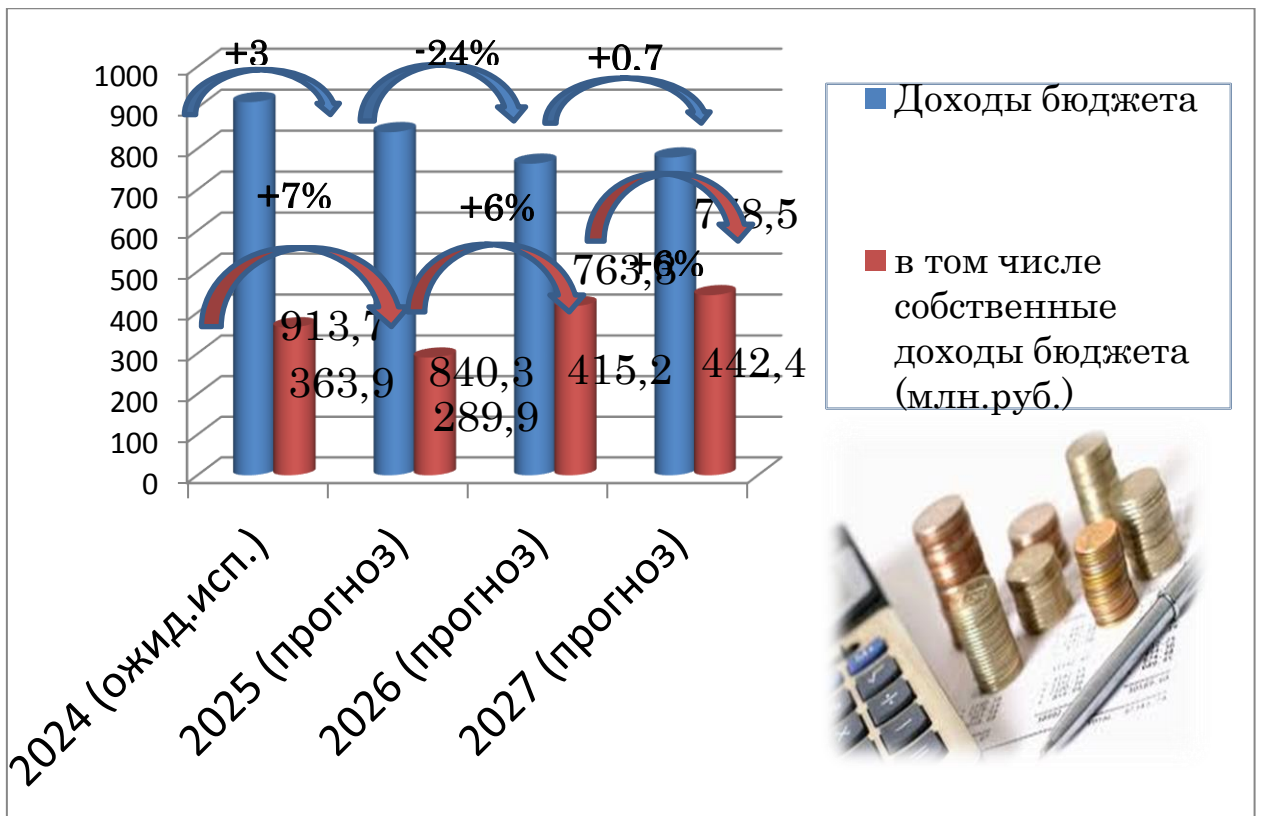 +3
-24%
+0,7
1000
900
800
700
600
500
400
300
200
100
0
+7%
+6%
+6%
913,7
363,9
840,3
289,9
763,3
415,2
442,4
2024 (ожид.исп.)
2025 (прогноз)
2026 (прогноз)
2027 (прогноз)
Доходы бюджета
в том числе
собственные
доходы бюджета
(млн.руб.)